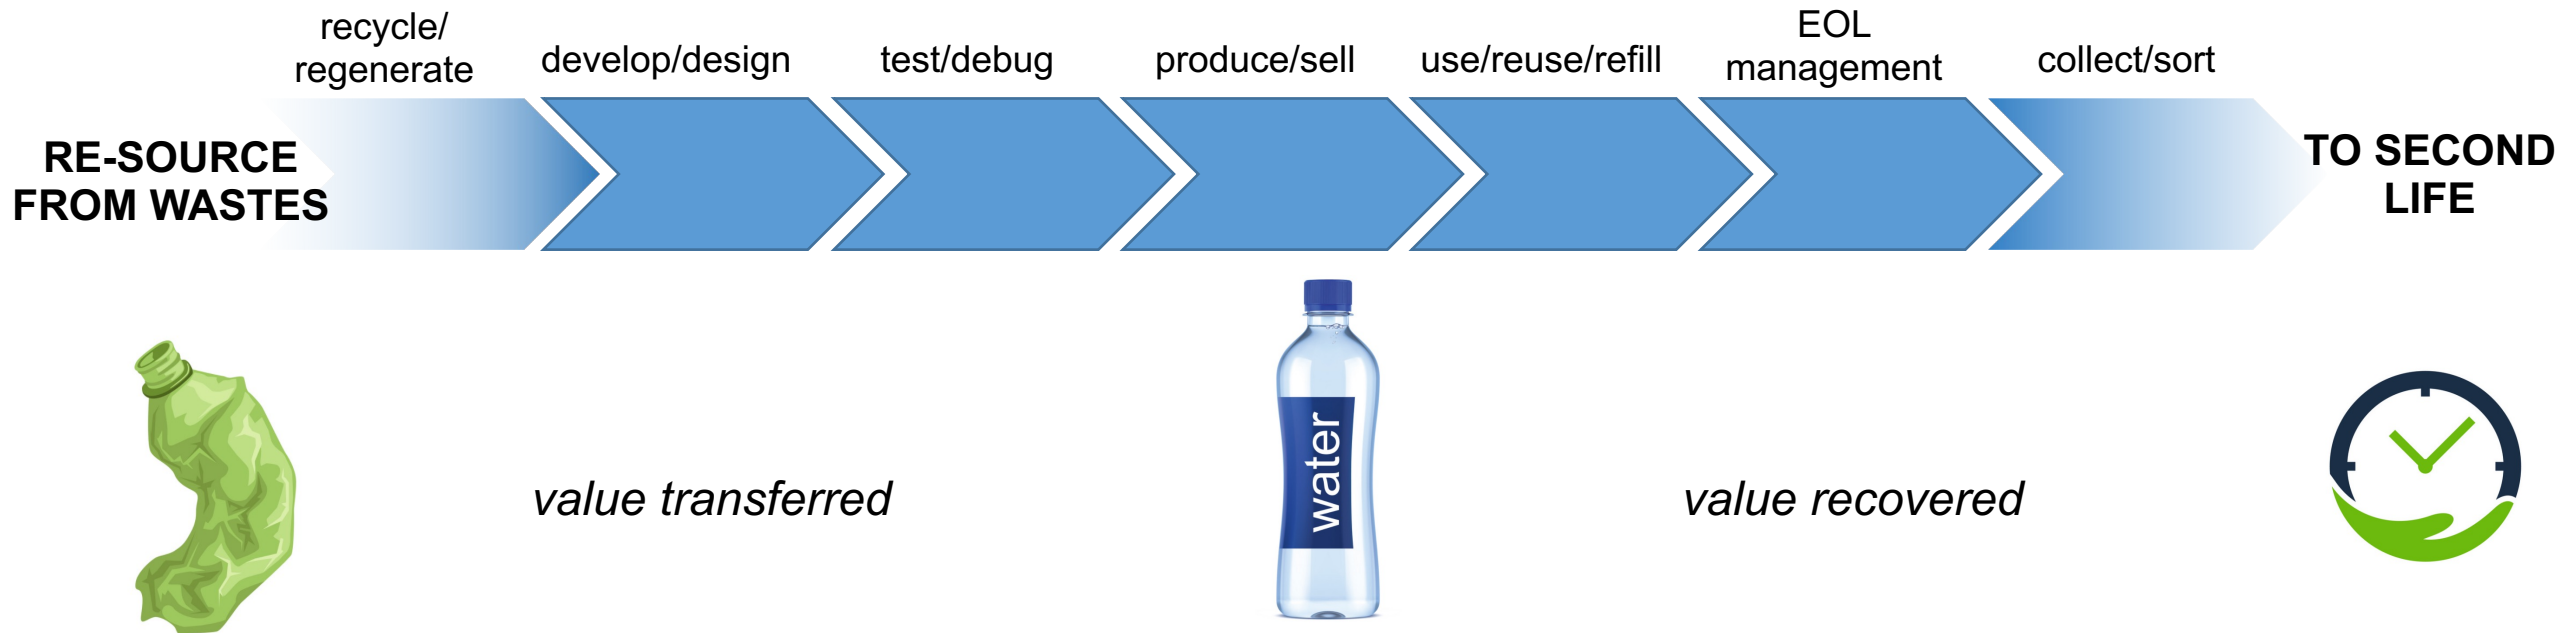 recycle/
regenerate
develop/design
test/debug
produce/sell
use/reuse/refill
EOL
management
collect/sort
RE-SOURCE
FROM WASTES
TO SECOND
LIFE
value transferred
water
value recovered